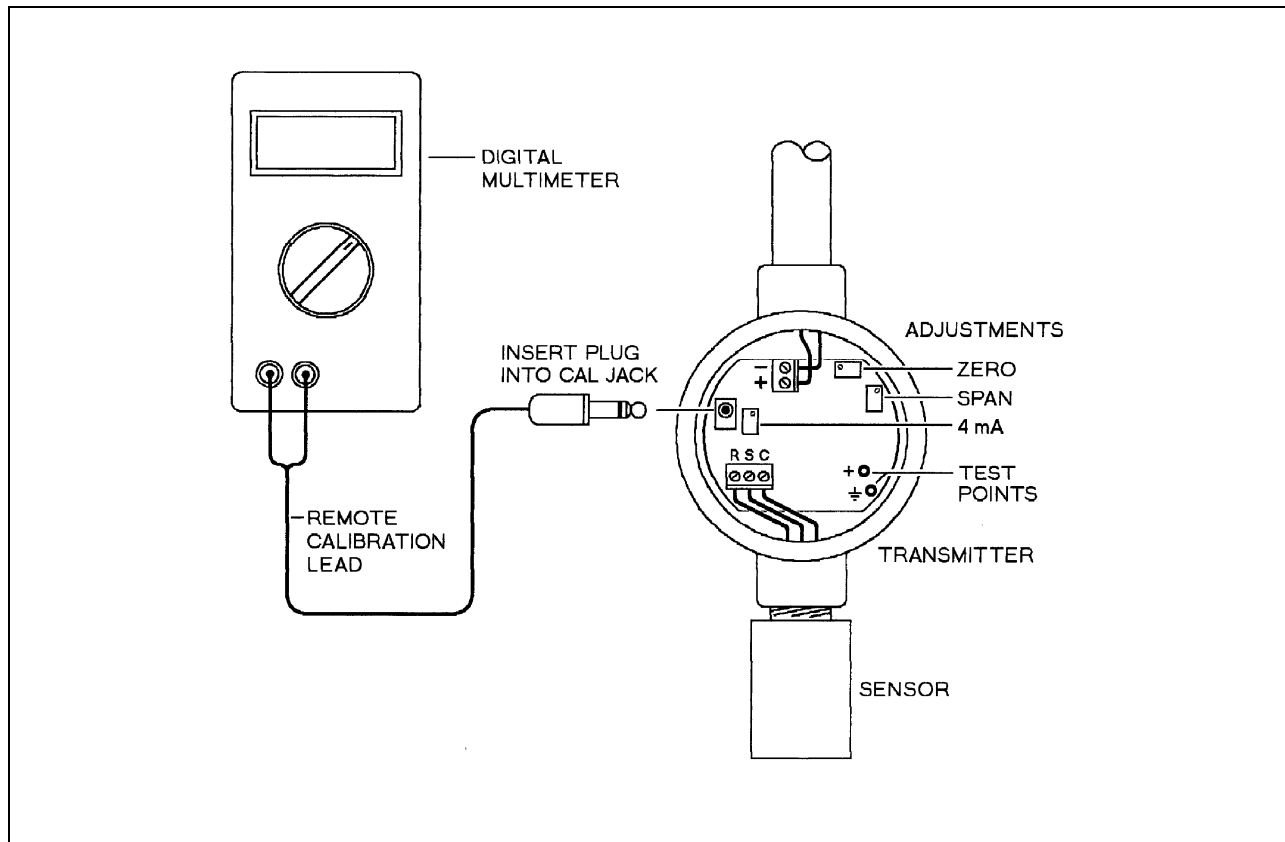 DIGITAL
MULTIMETER
INSERT PLUG
INTO CAL JACK
ADJUSTMENTS
ZERO
SPAN
4 mA
−
+
R S C
+
TEST
POINTS
REMOTE
CALIBRATION
LEAD
TRANSMITTER
SENSOR